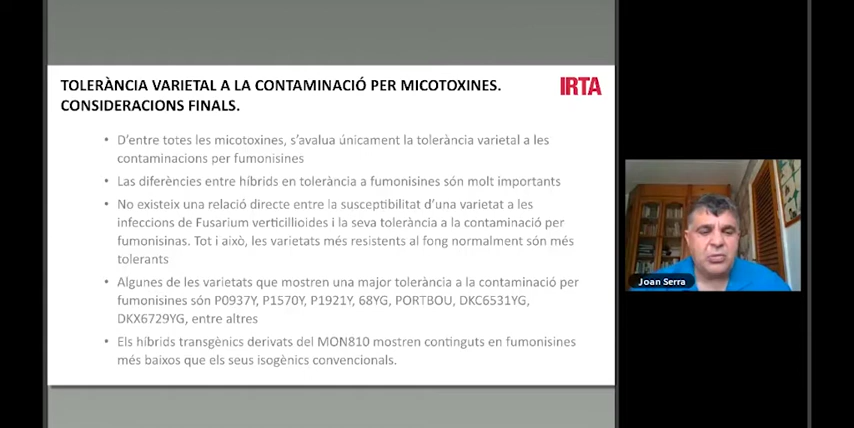 TOLERÀNCIA VARIETAL A LA CONTAMINACIÓ PER MICOTOXINES.
CONSIDERACIONS FINALS.
IRTA
• D'entre totes les micotoxines, s'avalua únicament la tolerància varietal a les
contaminacions per fumonisines
• Las diferències entre híbrids en tolerància a fumonisines són molt importants
• No existeix una relació directe entre la susceptibilitat d'una varietat a les
infeccions de Fusarium verticillioides i la seva tolerància a la contaminació per
fumonisinas. Tot i això, les varietats més resistents al fong normalment són més
tolerants
• Algunes de les varietats que mostren una major tolerància a la contaminació per
fumonisines són P0937Y, P1570Y, P1921Y, 68YG, PORTBOU, DKC6531YG,
DKX6729YG, entre altres
• Els híbrids transgènics derivats del MON810 mostren continguts en fumonisines
més baixos que els seus isogènics convencionals.
Joan Serra